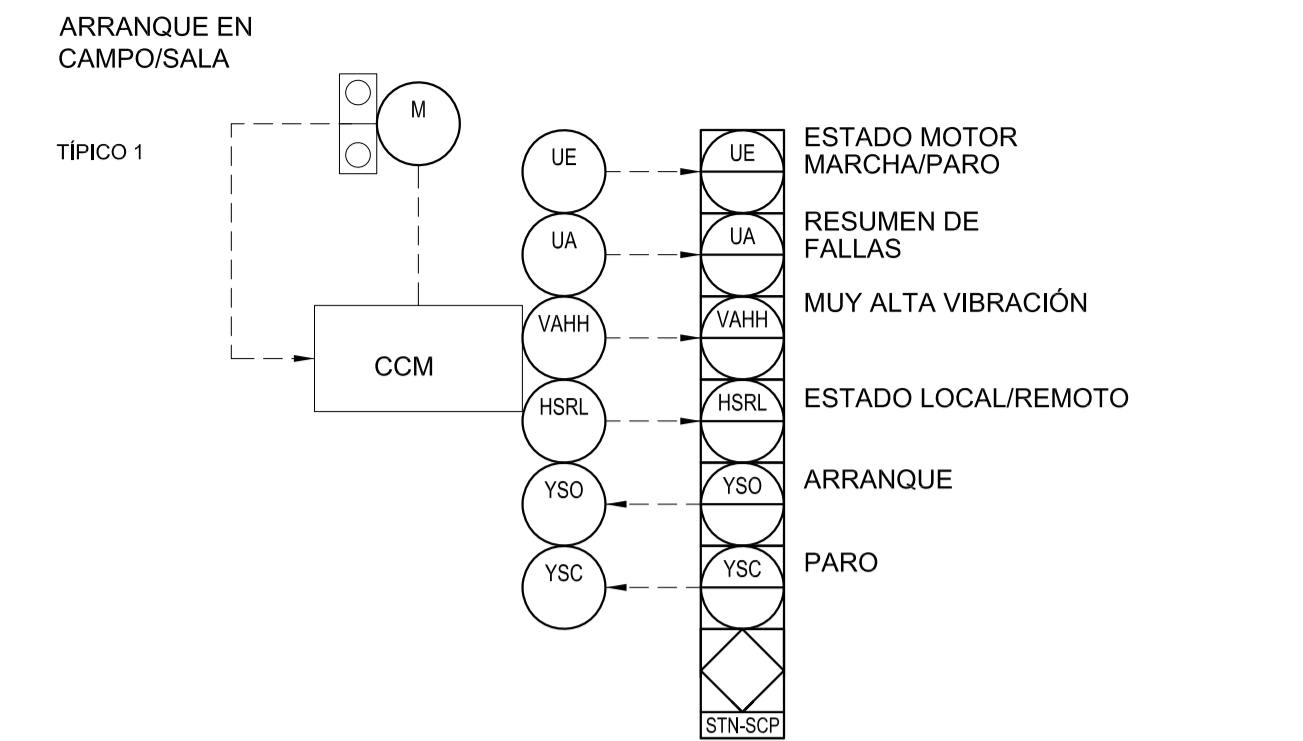 ARRANQUE EN
CAMPO/SALA
TÍPICO 1
M
CCM
UE
UE
ESTADO MOTOR
MARCHA/PARO
UA
UA
RESUMEN DE
FALLAS
VAHH
VAHH
MUY ALTA VIBRACIÓN
HSRL
HSRL
ESTADO LOCAL/REMOTO
YSO
YSO
ARRANQUE
YSC
YSC
PARO
STN-SCP